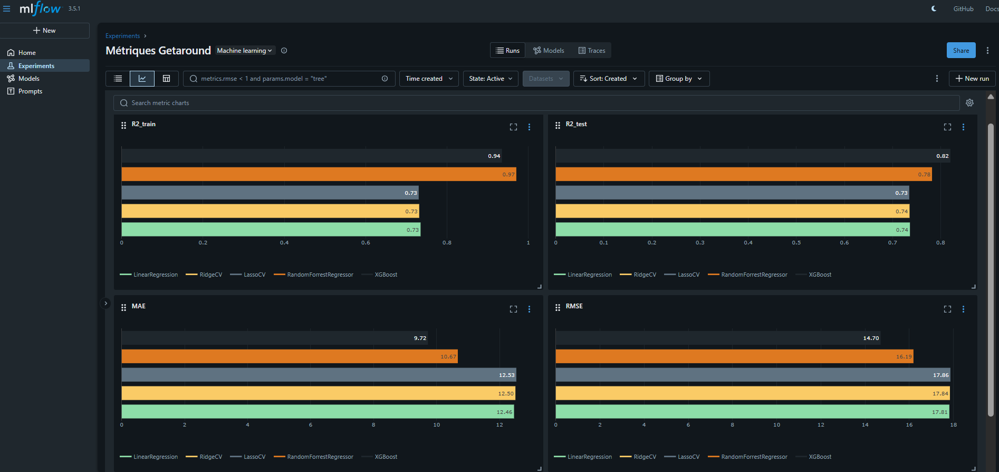 mlflow 3.5.1
GitHub
Docs
New
Home
Experiments
Models
Prompts
Experiments
Métriques Getaround Machine learning
Runs Models Traces
Share
metrics.rmse < 1 and params.model = "tree"
Time created
State: Active
Datasets
Sort: Created
Group by
New run
Search metric charts
R2_train
0.94
0.97
0.73
0.73
0.73
0 0.2 0.4 0.6 0.8 1
LinearRegression RidgeCV LassoCV RandomForrestRegressor XGBoost
R2_test
0.82
0.78
0.73
0.74
0.74
0 0.1 0.2 0.3 0.4 0.5 0.6 0.7 0.8
LinearRegression RidgeCV LassoCV RandomForrestRegressor XGBoost
MAE
9.72
10.67
12.53
12.50
12.46
0 2 4 6 8 10 12
LinearRegression RidgeCV LassoCV RandomForrestRegressor XGBoost
RMSE
14.70
16.19
17.86
17.84
17.81
0 2 4 6 8 10 12 14 16 18
LinearRegression RidgeCV LassoCV RandomForrestRegressor XGBoost